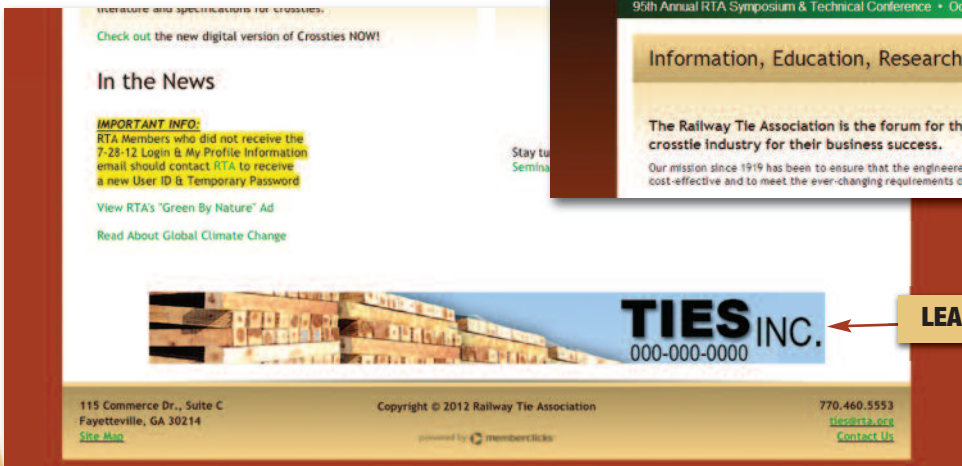 literature and specifications for crossties.
Check out the new digital version of Crossties NOW!
In the News
IMPORTANT INFO:
RTA Members who did not receive the
7-28-12 Login & My Profile Information
email should contact RTA to receive
a new User ID & Temporary Password
View RTA's "Green By Nature" Ad
Read About Global Climate Change
Stay tu
Semina
95th Annual RTA Symposium & Technical Conference • Oc
Information, Education, Research
The Railway Tie Association is the forum for th
crosstie industry for their business success.
Our mission since 1919 has been to ensure that the engineere
cost-effective and to meet the ever-changing requirements o
TIES INC.
000-000-0000
LEA
115 Commerce Dr., Suite C
Fayetteville, GA 30214
Site Map
Copyright © 2012 Railway Tie Association
powered by memberclicks
770.460.5553
ties@rta.org
Contact Us